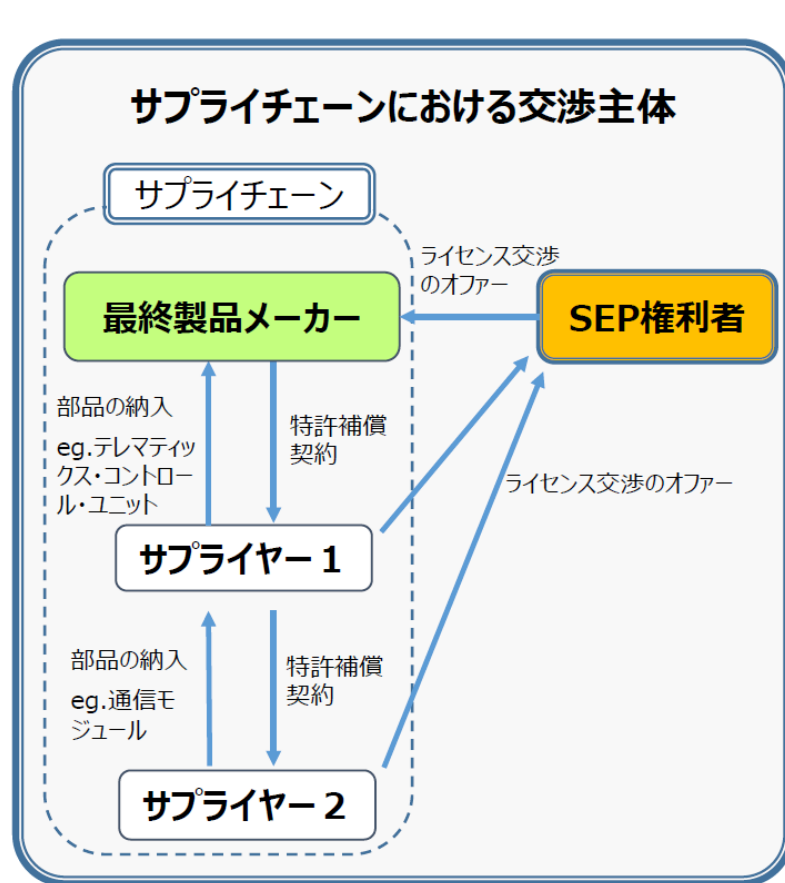 サプライチェーンにおける交渉主体
サプライチェーン
ライセンス交渉
のオファー
最終製品メーカー
SEP権利者
部品の納入
eg.テレマティッ
クス・コントロー
ル・ユニット
特許補償
契約
ライセンス交渉のオファー
サプライヤー１
部品の納入
eg.通信モ
ジュール
特許補償
契約
サプライヤー２